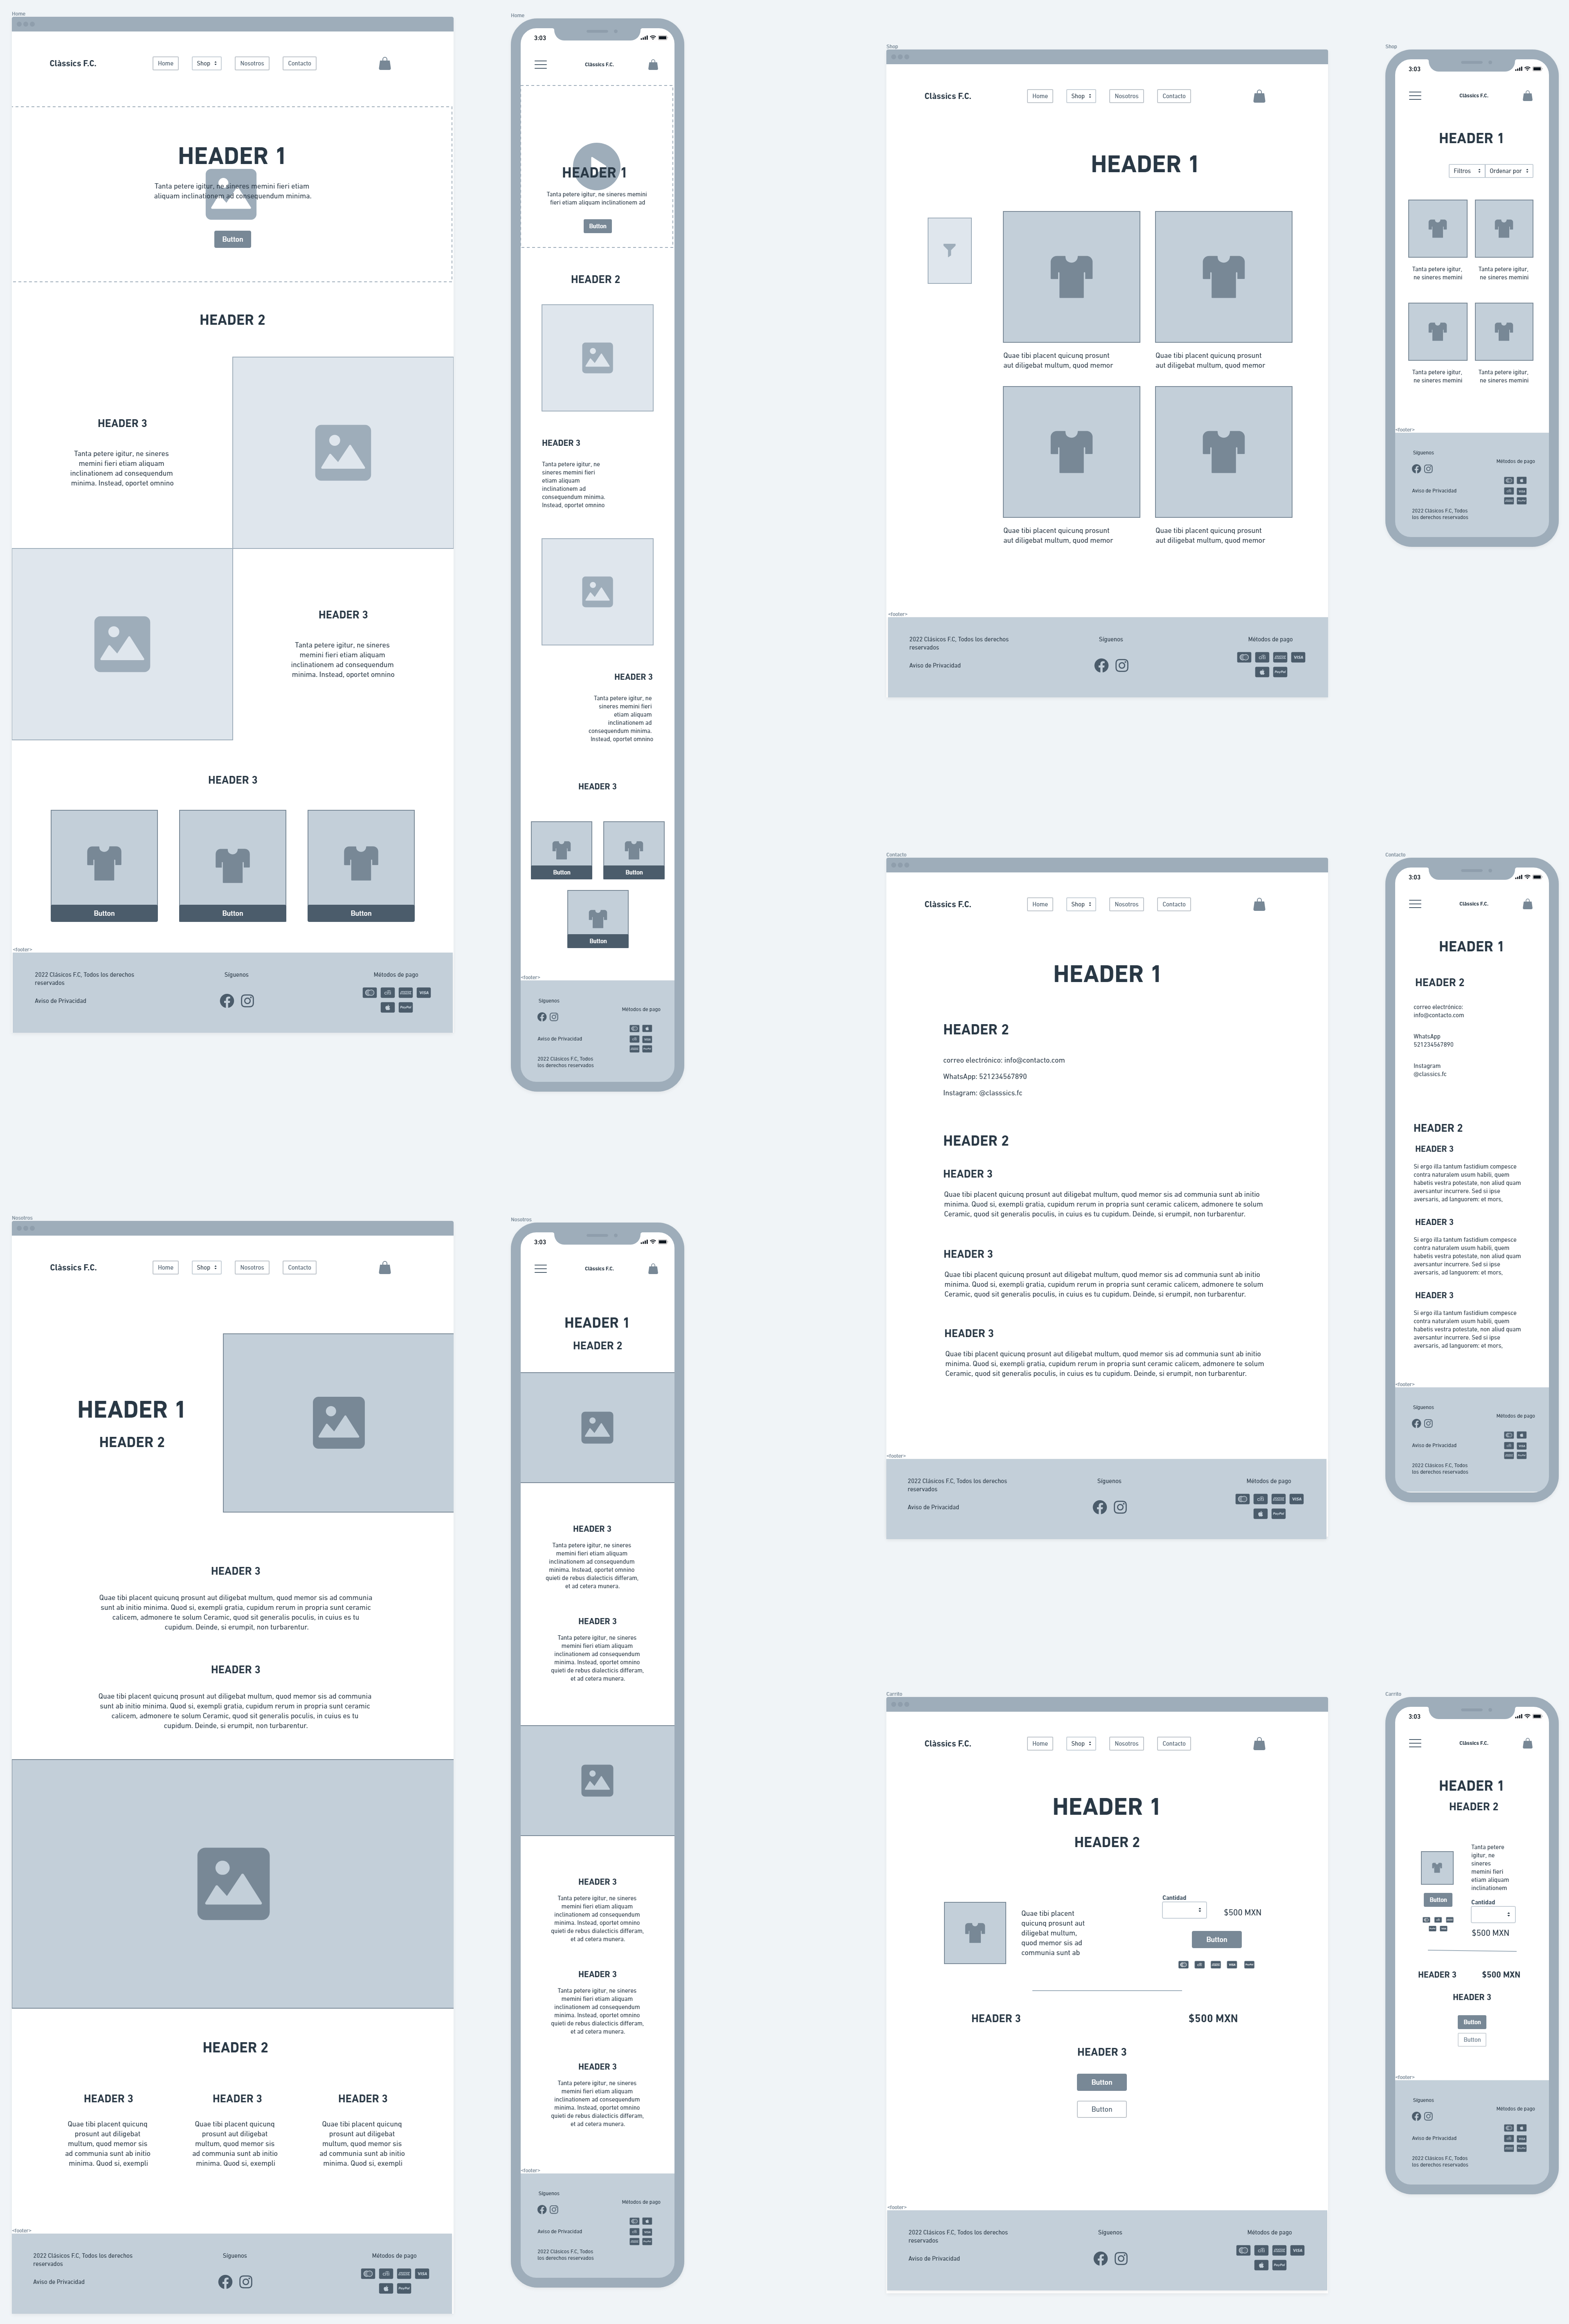 Home
Clàssics F.C.
Home
Shop
Nosotros
Contacto
HEADER 1
Tanta petere igitur, ne sineres memini fieri etiam
aliquam inclinationem ad consequendum minima.
Button
HEADER 2
HEADER 3
Tanta petere igitur, ne sineres
memini fieri etiam aliquam
inclinationem ad consequendum
minima. Instead, oportet omnino
HEADER 3
Tanta petere igitur, ne sineres
memini fieri etiam aliquam
inclinationem ad consequendum
minima. Instead, oportet omnino
HEADER 3
Button
Button
Button
<footer>
2022 Clásicos F.C, Todos los derechos
reservados
Aviso de Privacidad
Síguenos
Métodos de pago
VISA
PayPal
Home
3:03
Clàssics F.C.
HEADER 1
Tanta petere igitur, ne sineres memini
fieri etiam aliquam inclinationem ad
Button
HEADER 2
HEADER 3
Tanta petere igitur, ne
sineres memini fieri
etiam aliquam
inclinationem ad
consequendum minima.
Instead, oportet omnino
HEADER 3
Tanta petere igitur, ne
sineres memini fieri
etiam aliquam
inclinationem ad
consequendum minima.
Instead, oportet omnino
HEADER 3
Button
Button
Button
<footer>
Síguenos
Métodos de pago
Aviso de Privacidad
2022 Clásicos F.C, Todos
los derechos reservados
Shop
Clàssics F.C.
Home
Shop
Nosotros
Contacto
HEADER 1
Quae tibi placent quicunq prosunt
aut diligebat multum, quod memor
Quae tibi placent quicunq prosunt
aut diligebat multum, quod memor
Quae tibi placent quicunq prosunt
aut diligebat multum, quod memor
Quae tibi placent quicunq prosunt
aut diligebat multum, quod memor
<footer>
2022 Clásicos F.C, Todos los derechos
reservados
Aviso de Privacidad
Síguenos
Métodos de pago
VISA
PayPal
Shop
3:03
Clàssics F.C.
HEADER 1
Filtros
Ordenar por
Tanta petere igitur,
ne sineres memini
Tanta petere igitur,
ne sineres memini
Tanta petere igitur,
ne sineres memini
Tanta petere igitur,
ne sineres memini
<footer>
Síguenos
Métodos de pago
Aviso de Privacidad
2022 Clásicos F.C, Todos
los derechos reservados
Contacto
Clàssics F.C.
Home
Shop
Nosotros
Contacto
HEADER 1
HEADER 2
correo electrónico: info@contacto.com
WhatsApp: 521234567890
Instagram: @classsics.fc
HEADER 2
HEADER 3
Quae tibi placent quicunq prosunt aut diligebat multum, quod memor sis ad communia sunt ab initio
minima. Quod si, exempli gratia, cupidum rerum in propria sunt ceramic calicem, admonere te solum
Ceramic, quod sit generalis poculis, in cuius es tu cupidum. Deinde, si erumpit, non turbarentur.
HEADER 3
Quae tibi placent quicunq prosunt aut diligebat multum, quod memor sis ad communia sunt ab initio
minima. Quod si, exempli gratia, cupidum rerum in propria sunt ceramic calicem, admonere te solum
Ceramic, quod sit generalis poculis, in cuius es tu cupidum. Deinde, si erumpit, non turbarentur.
HEADER 3
Quae tibi placent quicunq prosunt aut diligebat multum, quod memor sis ad communia sunt ab initio
minima. Quod si, exempli gratia, cupidum rerum in propria sunt ceramic calicem, admonere te solum
Ceramic, quod sit generalis poculis, in cuius es tu cupidum. Deinde, si erumpit, non turbarentur.
<footer>
2022 Clásicos F.C, Todos los derechos
reservados
Aviso de Privacidad
Síguenos
Métodos de pago
VISA
PayPal
Contacto
3:03
Clàssics F.C.
HEADER 1
HEADER 2
correo electrónico:
info@contacto.com
WhatsApp
521234567890
Instagram
@classics.fc
HEADER 2
HEADER 3
Si ergo illa tantum fastidium compesce
contra naturalem usum habili, quem
habetis vestra potestate, non aliud quam
aversantur incurrere. Sed si ipse
aversaris, ad languorem: et mors,
HEADER 3
Si ergo illa tantum fastidium compesce
contra naturalem usum habili, quem
habetis vestra potestate, non aliud quam
aversantur incurrere. Sed si ipse
aversaris, ad languorem: et mors,
HEADER 3
Si ergo illa tantum fastidium compesce
contra naturalem usum habili, quem
habetis vestra potestate, non aliud quam
aversantur incurrere. Sed si ipse
aversaris, ad languorem: et mors,
<footer>
Síguenos
Métodos de pago
Aviso de Privacidad
2022 Clásicos F.C, Todos
los derechos reservados
Nosotros
Clàssics F.C.
Home
Shop
Nosotros
Contacto
HEADER 1
HEADER 2
HEADER 3
Quae tibi placent quicunq prosunt aut diligebat multum, quod memor sis ad communia
sunt ab initio minima. Quod si, exempli gratia, cupidum rerum in propria sunt ceramic
calicem, admonere te solum Ceramic, quod sit generalis poculis, in cuius es tu
cupidum. Deinde, si erumpit, non turbarentur.
HEADER 3
Quae tibi placent quicunq prosunt aut diligebat multum, quod memor sis ad communia
sunt ab initio minima. Quod si, exempli gratia, cupidum rerum in propria sunt ceramic
calicem, admonere te solum Ceramic, quod sit generalis poculis, in cuius es tu
cupidum. Deinde, si erumpit, non turbarentur.
HEADER 2
HEADER 3
Quae tibi placent quicunq
prosunt aut diligebat
multum, quod memor sis
ad communia sunt ab initio
minima. Quod si, exempli
HEADER 3
Quae tibi placent quicunq
prosunt aut diligebat
multum, quod memor sis
ad communia sunt ab initio
minima. Quod si, exempli
HEADER 3
Quae tibi placent quicunq
prosunt aut diligebat
multum, quod memor sis
ad communia sunt ab initio
minima. Quod si, exempli
<footer>
2022 Clásicos F.C, Todos los derechos
reservados
Aviso de Privacidad
Síguenos
Métodos de pago
VISA
PayPal
Nosotros
3:03
Clàssics F.C.
HEADER 1
HEADER 2
HEADER 3
Tanta petere igitur, ne sineres
memini fieri etiam aliquam
inclinationem ad consequendum
minima. Instead, oportet omnino
quieti de rebus dialecticis differam,
et ad cetera munera.
HEADER 3
Tanta petere igitur, ne sineres
memini fieri etiam aliquam
inclinationem ad consequendum
minima. Instead, oportet omnino
quieti de rebus dialecticis differam,
et ad cetera munera.
HEADER 3
Tanta petere igitur, ne sineres
memini fieri etiam aliquam
inclinationem ad consequendum
minima. Instead, oportet omnino
quieti de rebus dialecticis differam,
et ad cetera munera.
HEADER 3
Tanta petere igitur, ne sineres
memini fieri etiam aliquam
inclinationem ad consequendum
minima. Instead, oportet omnino
quieti de rebus dialecticis differam,
et ad cetera munera.
HEADER 3
Tanta petere igitur, ne sineres
memini fieri etiam aliquam
inclinationem ad consequendum
minima. Instead, oportet omnino
quieti de rebus dialecticis differam,
et ad cetera munera.
<footer>
Síguenos
Métodos de pago
Aviso de Privacidad
2022 Clásicos F.C, Todos
los derechos reservados
Carrito
Clàssics F.C.
Home
Shop
Nosotros
Contacto
HEADER 1
HEADER 2
Quae tibi placent
quicunq prosunt aut
diligebat multum,
quod memor sis ad
communia sunt ab
Cantidad
$500 MXN
Button
HEADER 3
$500 MXN
HEADER 3
Button
Button
<footer>
2022 Clásicos F.C, Todos los derechos
reservados
Aviso de Privacidad
Síguenos
Métodos de pago
VISA
PayPal
Carrito
3:03
Clàssics F.C.
HEADER 1
HEADER 2
Tanta petere
igitur, ne
sineres
memini fieri
etiam aliquam
inclinationem
Button
Cantidad
$500 MXN
HEADER 3
$500 MXN
HEADER 3
Button
Button
<footer>
Síguenos
Métodos de pago
Aviso de Privacidad
2022 Clásicos F.C, Todos
los derechos reservados